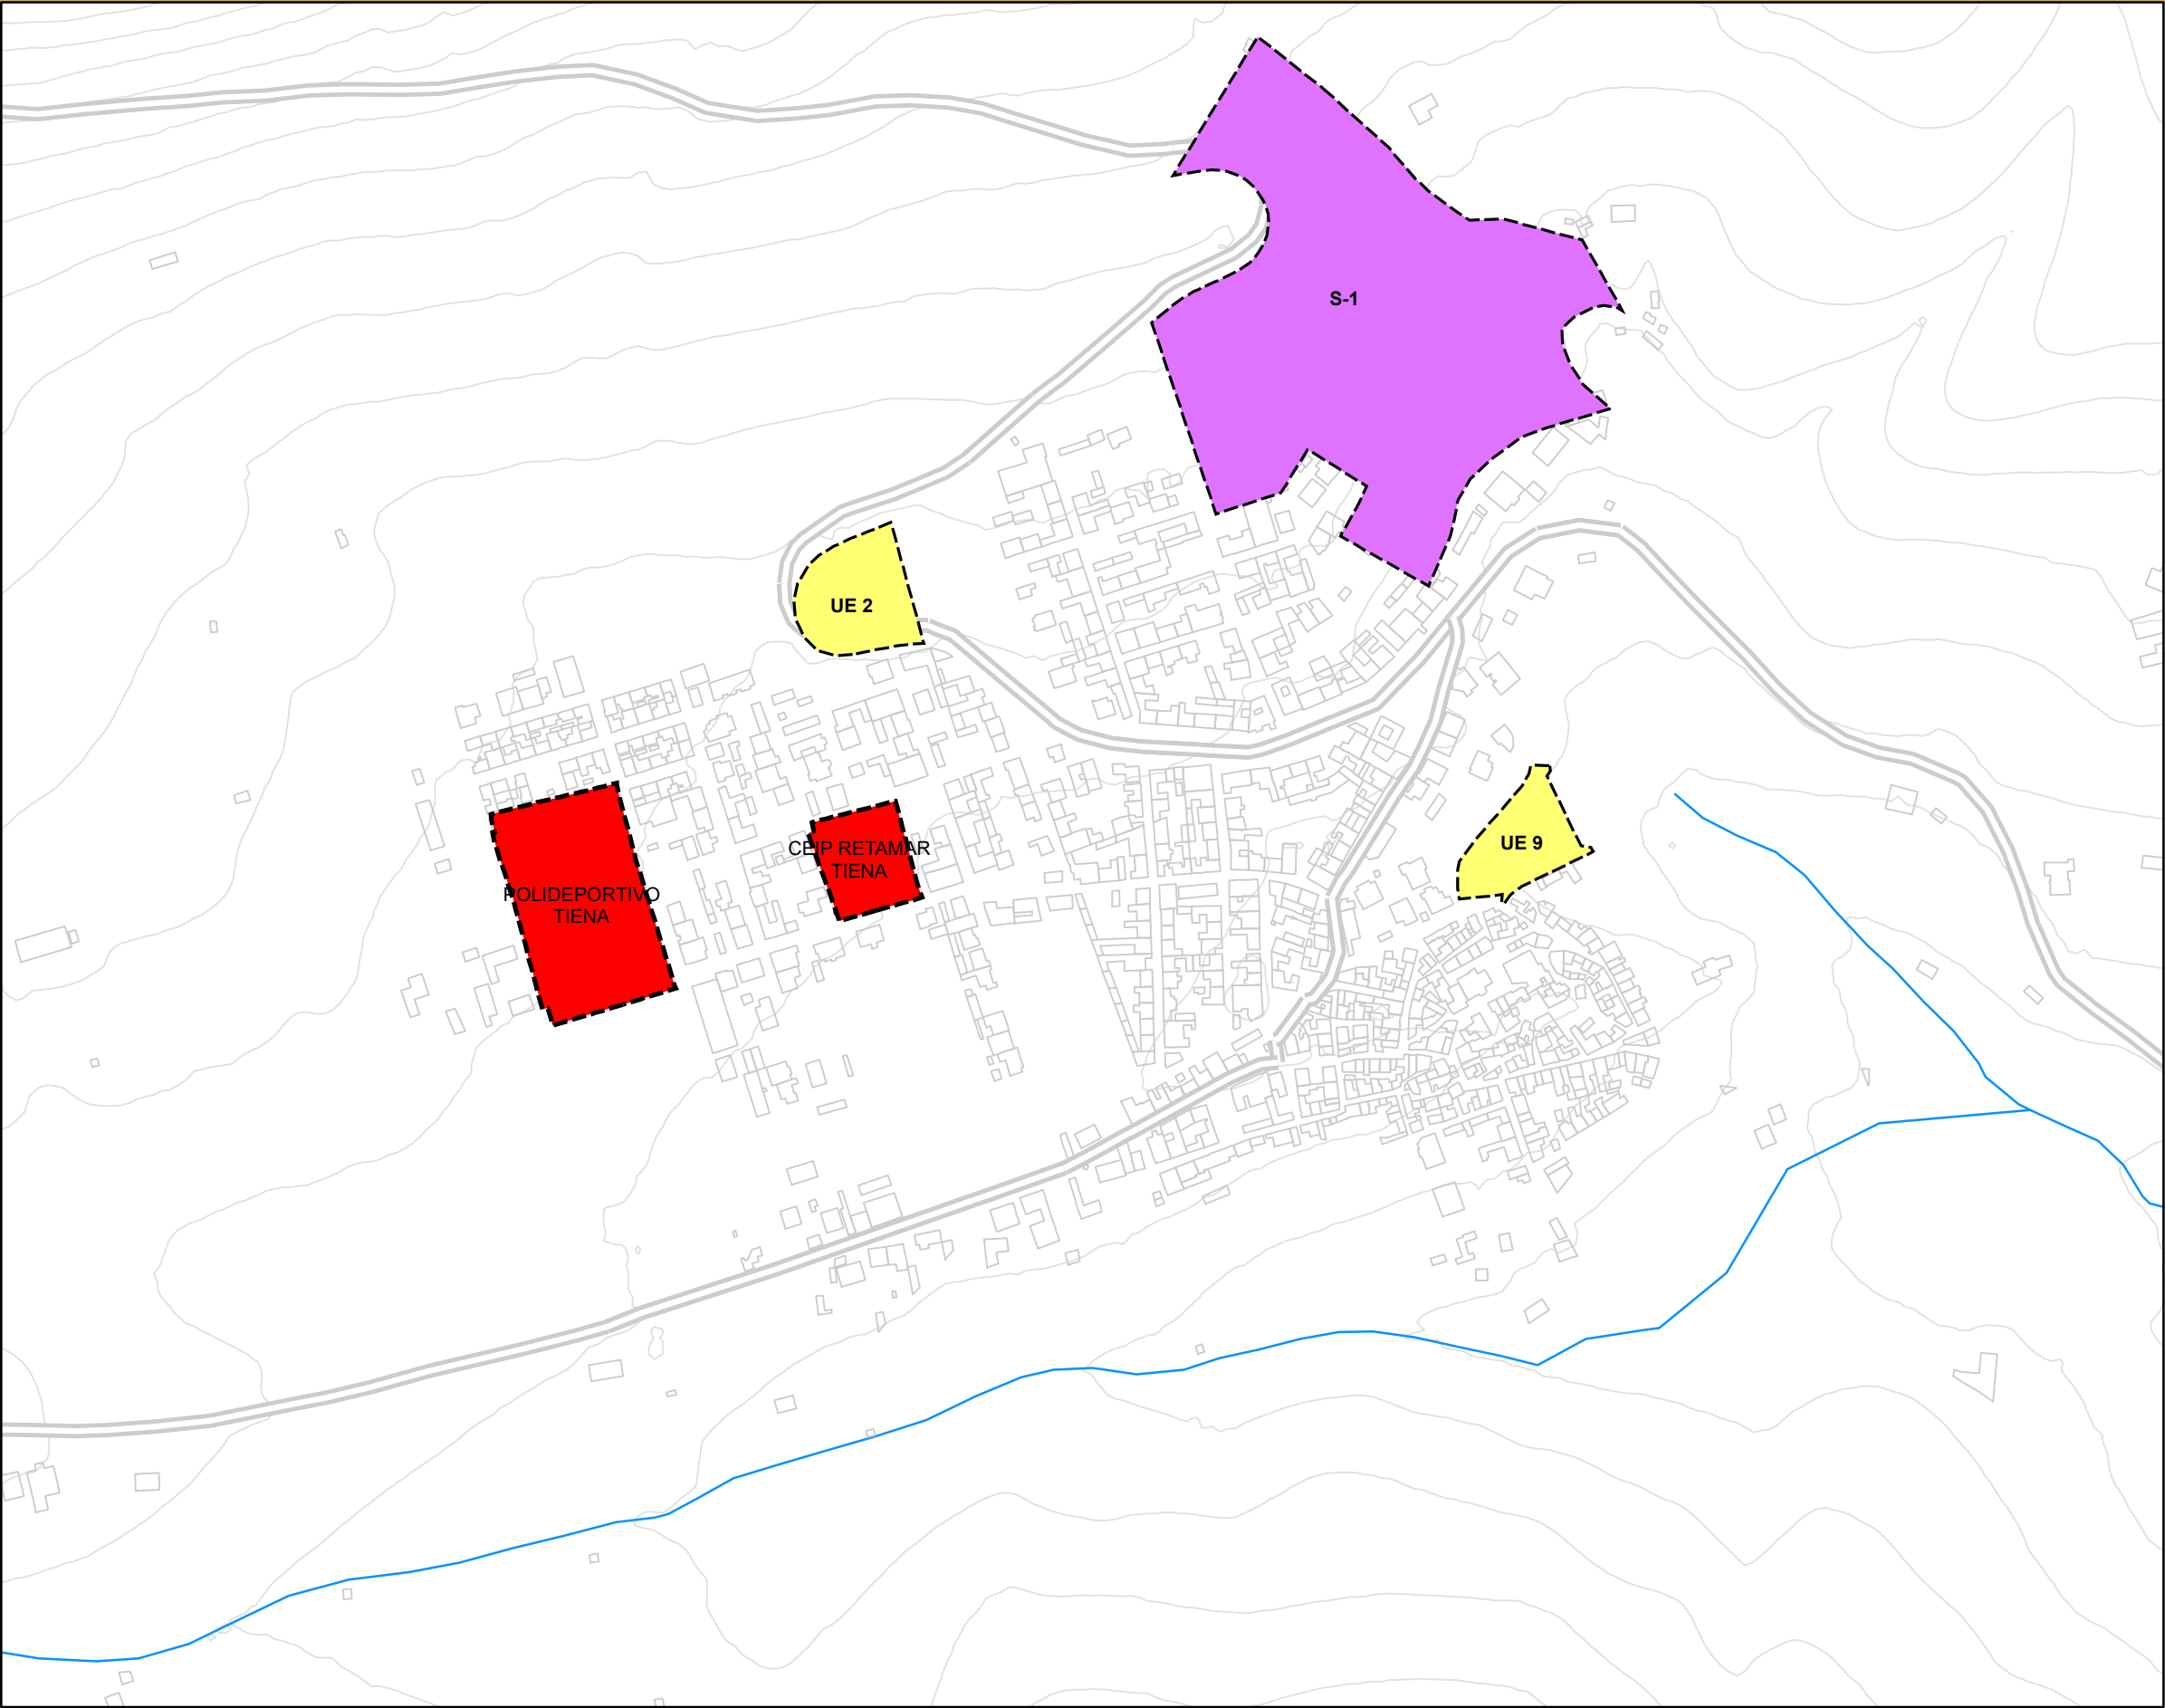 S-1
UE 2
UE 9
CEIP RETAMAR
TIENA
POLIDEPORTIVO
TIENA